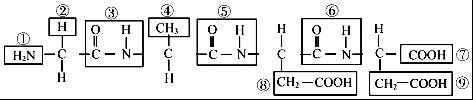 ② ③ ④ ⑤ ⑥
① H O CH₃ O H O H
H₂N — C — C — N — C — C — N — C — C — N — C — COOH ⑦
H H H H H
⑧ CH₂—COOH CH₂—COOH ⑨